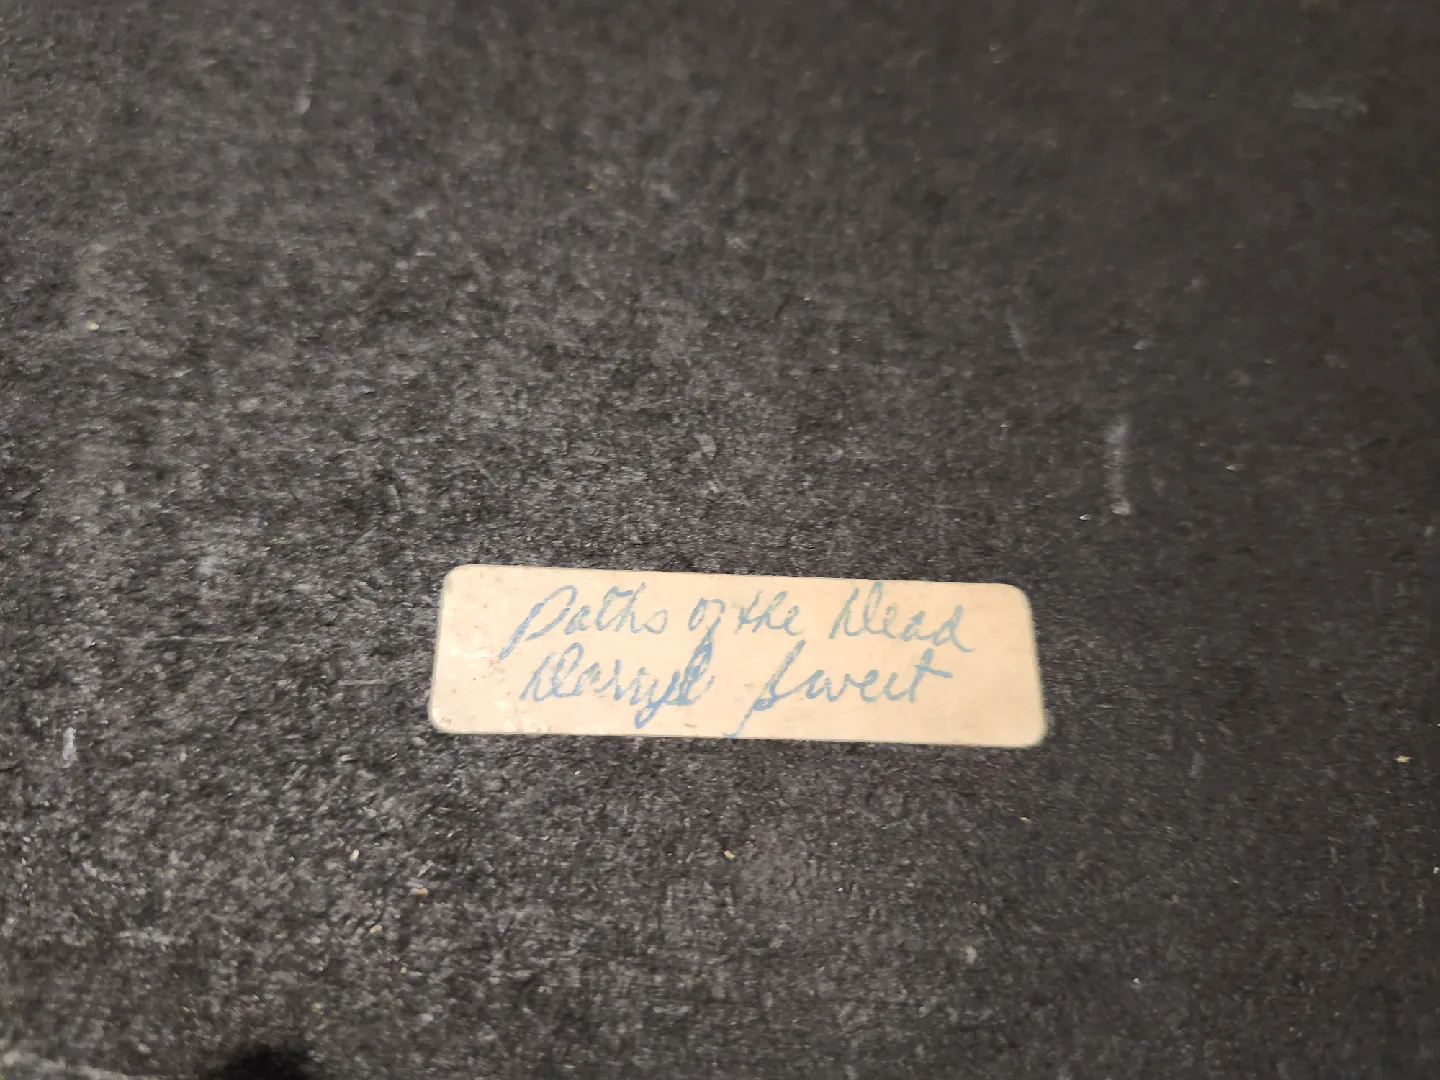 Paths of the Dead
Darryl Sweet